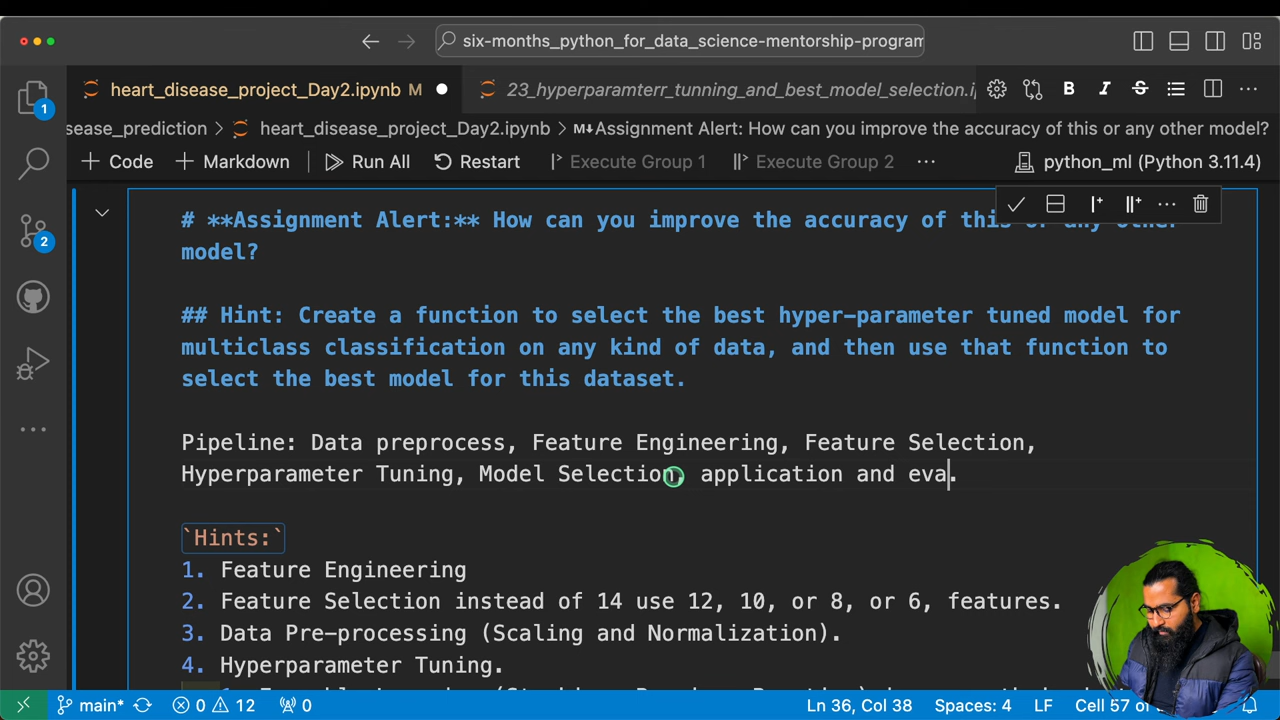 six-months_python_for_data_science-mentorship-program
heart_disease_project_Day2.ipynb M
23_hyperparamterr_tunning_and_best_model_selection.i
sease_prediction > heart_disease_project_Day2.ipynb > M↓Assignment Alert: How can you improve the accuracy of this or any other model?
+ Code + Markdown Run All Restart Execute Group 1 Execute Group 2 ... python_ml (Python 3.11.4)
# **Assignment Alert:** How can you improve the accuracy of this or any other
model?
## Hint: Create a function to select the best hyper-parameter tuned model for
multiclass classification on any kind of data, and then use that function to
select the best model for this dataset.
Pipeline: Data preprocess, Feature Engineering, Feature Selection,
Hyperparameter Tuning, Model Selection, application and eva.
`Hints:`
1. Feature Engineering
2. Feature Selection instead of 14 use 12, 10, or 8, or 6, features.
3. Data Pre-processing (Scaling and Normalization).
4. Hyperparameter Tuning.
1
2
main* 0 12 0 Ln 36, Col 38 Spaces: 4 LF Cell 57